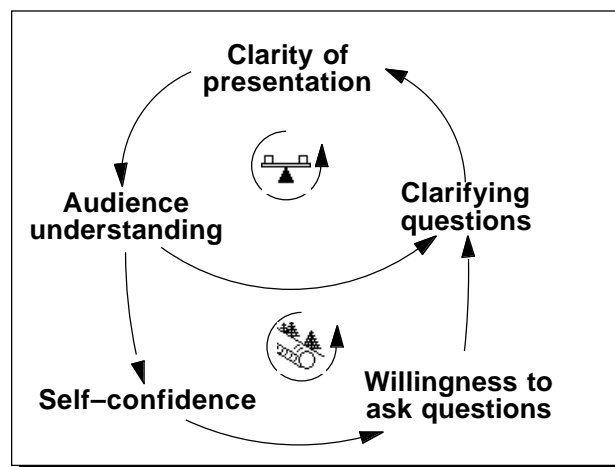 Clarity of
presentation
Audience
understanding
Clarifying
questions
Self–confidence
Willingness to
ask questions